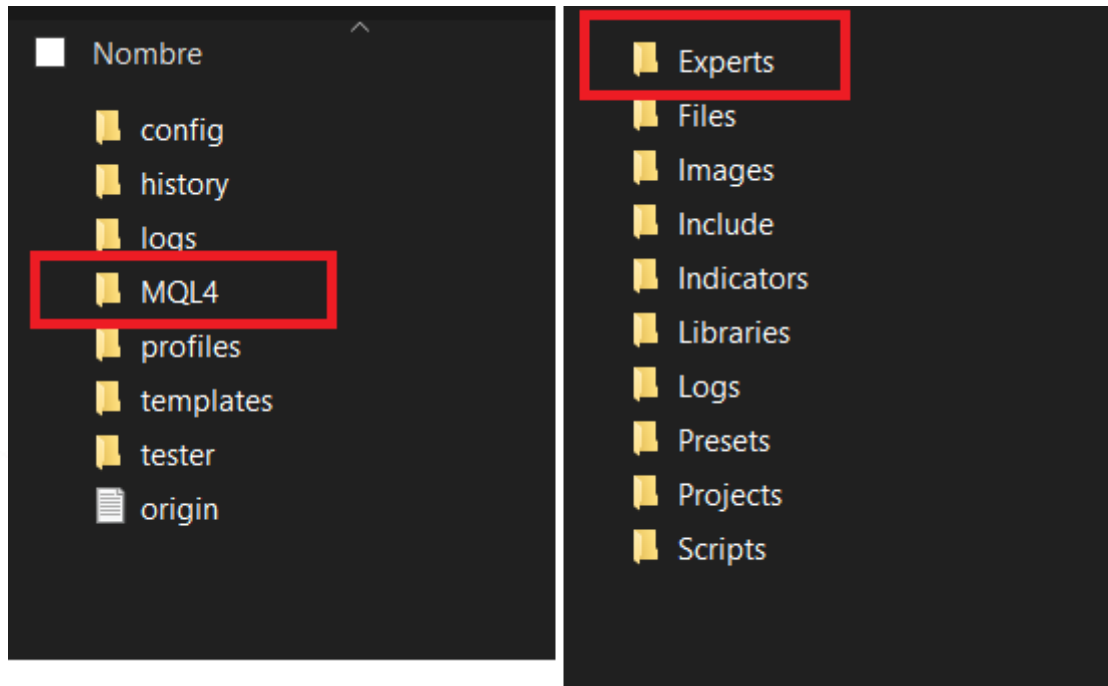 Nombre
config
history
logs
MQL4
profiles
templates
tester
origin
Experts
Files
Images
Include
Indicators
Libraries
Logs
Presets
Projects
Scripts